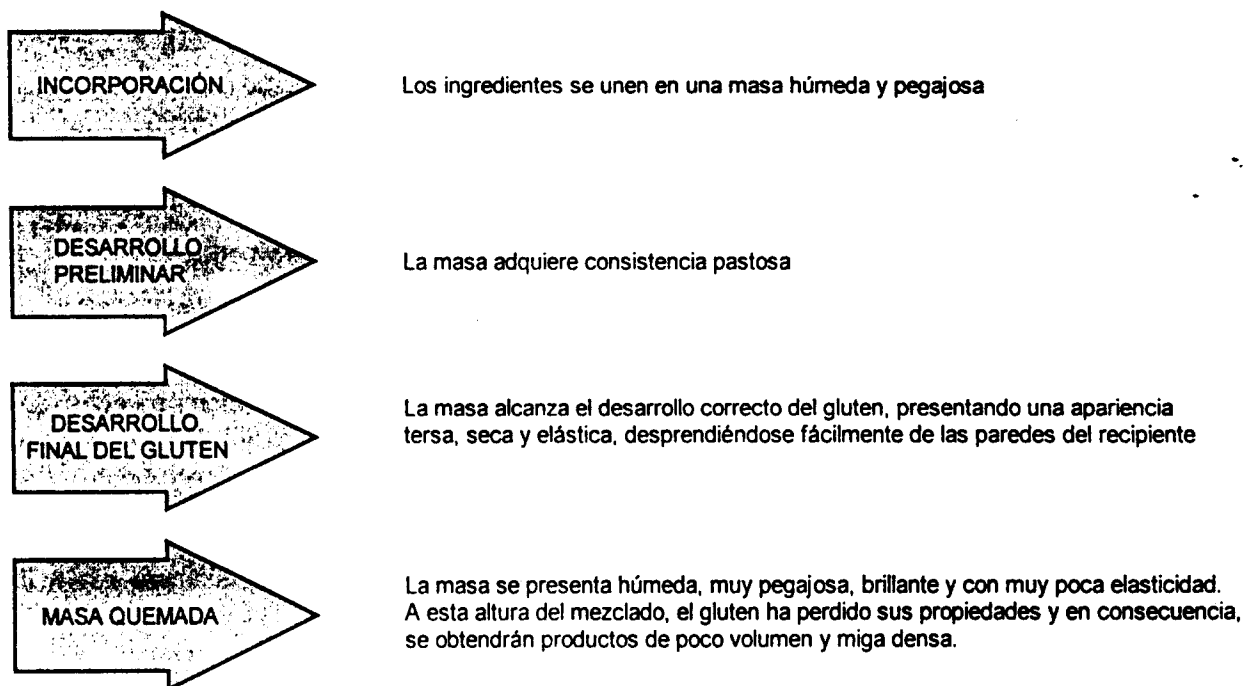 INCORPORACIÓN
Los ingredientes se unen en una masa húmeda y pegajosa
DESARROLLO
PRELIMINAR
La masa adquiere consistencia pastosa
DESARROLLO
FINAL DEL GLUTEN
La masa alcanza el desarrollo correcto del gluten, presentando una apariencia
tersa, seca y elástica, desprendiéndose fácilmente de las paredes del recipiente
MASA QUEMADA
La masa se presenta húmeda, muy pegajosa, brillante y con muy poca elasticidad.
A esta altura del mezclado, el gluten ha perdido sus propiedades y en consecuencia,
se obtendrán productos de poco volumen y miga densa.